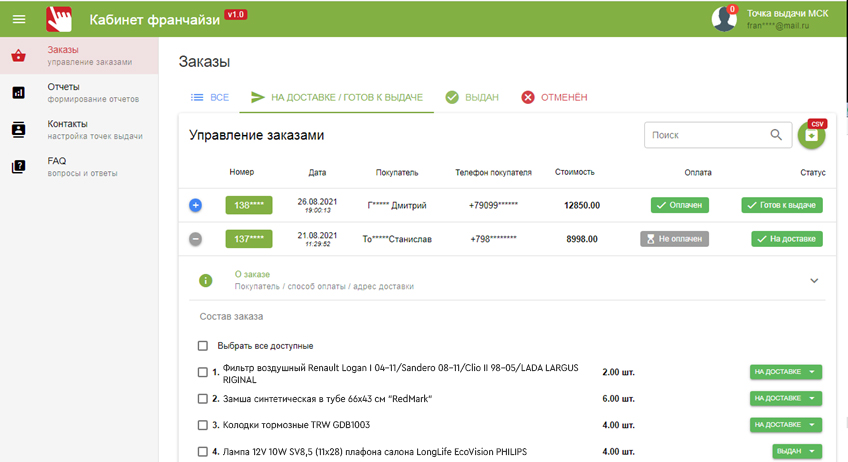 Кабинет франчайзи v1.0
0
Точка выдачи МСК
fran****@mail.ru
Заказы
управление заказами
Отчеты
формирование отчетов
Контакты
настройка точек выдачи
FAQ
вопросы и ответы
Заказы
ВСЕ
НА ДОСТАВКЕ / ГОТОВ К ВЫДАЧЕ
ВЫДАН
ОТМЕНЁН
Управление заказами
Поиск
CSV
Номер Дата Покупатель Телефон покупателя Стоимость Оплата Статус
138**** 26.08.2021 Г***** Дмитрий +79099****** 12850.00 Оплачен Готов к выдаче
19:00:13
137**** 21.08.2021 То*****Станислав +798******** 8998.00 Не оплачен На доставке
11:29:52
О заказе
Покупатель / способ оплаты / адрес доставки
Состав заказа
Выбрать все доступные
1. Фильтр воздушный Renault Logan I 04-11/Sandero 08-11/Clio II 98-05/LADA LARGUS 2.00 шт. НА ДОСТАВКЕ
RIGINAL
2. Замша синтетическая в тубе 66x43 см "RedMark" 6.00 шт. НА ДОСТАВКЕ
3. Колодки тормозные TRW GDB1003 4.00 шт. НА ДОСТАВКЕ
4. Лампа 12V 10W SV8,5 (11x28) плафона салона LongLife EcoVision PHILIPS 4.00 шт. ВЫДАН